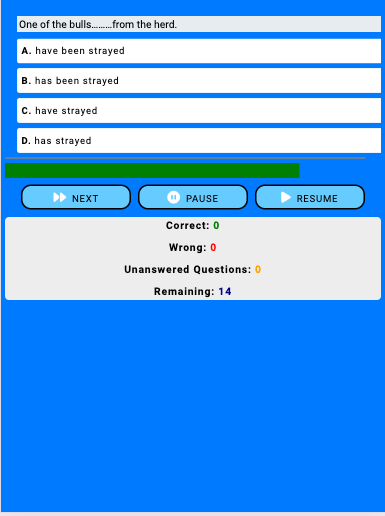 One of the bulls.........from the herd.
A. have been strayed
B. has been strayed
C. have strayed
D. has strayed
NEXT
PAUSE
RESUME
Correct: 0
Wrong: 0
Unanswered Questions: 0
Remaining: 14